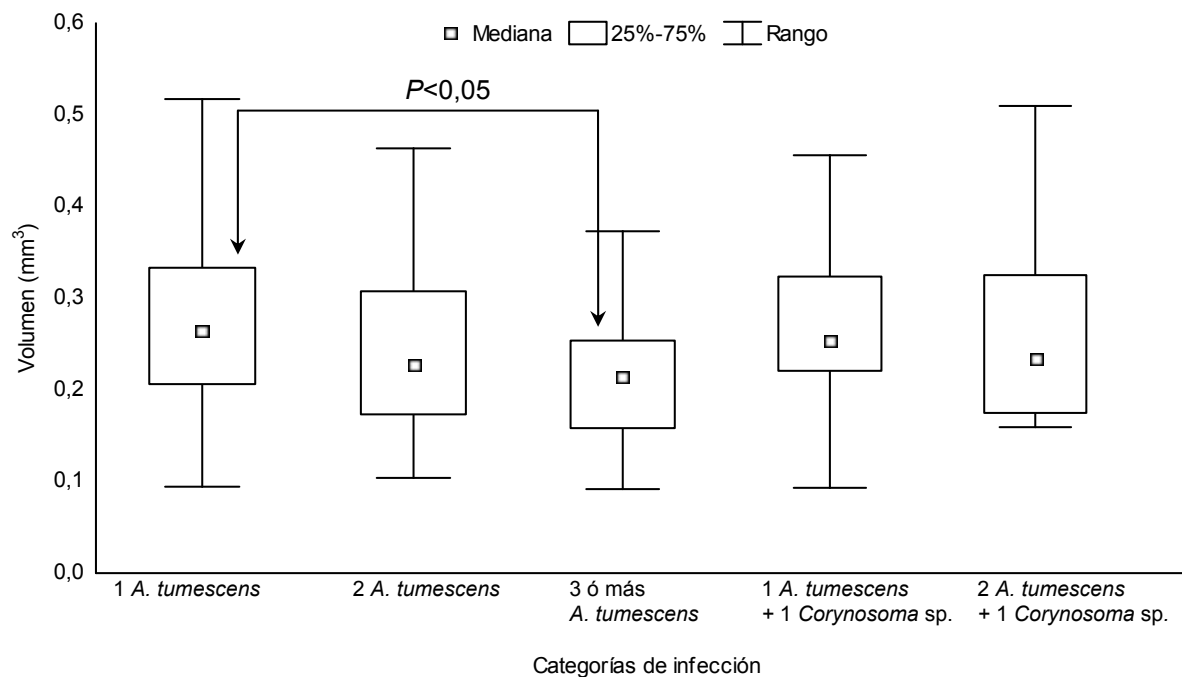 0,6
Mediana 25%-75% Rango
P<0,05
0,5
0,4
0,3
0,2
0,1
0,0
Volumen (mm³)
1 A. tumescens
2 A. tumescens
3 ó más
A. tumescens
1 A. tumescens
+ 1 Corynosoma sp.
2 A. tumescens
+ 1 Corynosoma sp.
Categorías de infección